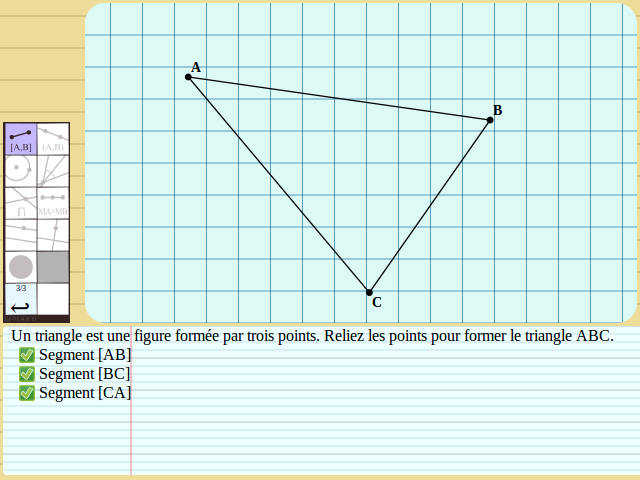 A
B
C
[A,B]
(A,B)
MA=MB
3/3
Un triangle est une figure formée par trois points. Reliez les points pour former le triangle ABC.
Segment [AB]
Segment [BC]
Segment [CA]